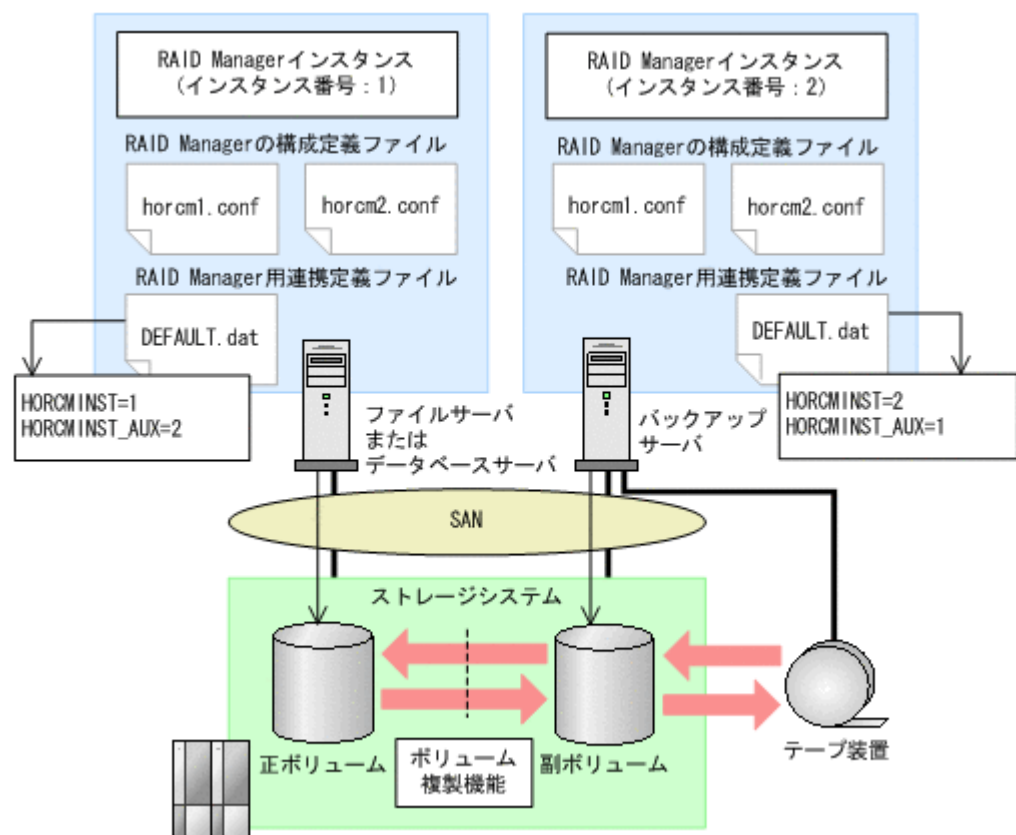 RAID Managerインスタンス
(インスタンス番号：1)
RAID Managerの構成定義ファイル
horcm1.conf
horcm2.conf
RAID Manager用連携定義ファイル
DEFAULT.dat
HORCMINST=1
HORCMINST_AUX=2
ファイルサーバ
または
データベースサーバ
RAID Managerインスタンス
(インスタンス番号：2)
RAID Managerの構成定義ファイル
horcm1.conf
horcm2.conf
RAID Manager用連携定義ファイル
DEFAULT.dat
HORCMINST=2
HORCMINST_AUX=1
バックアップ
サーバ
SAN
ストレージシステム
正ボリューム
ボリューム
複製機能
副ボリューム
テープ装置